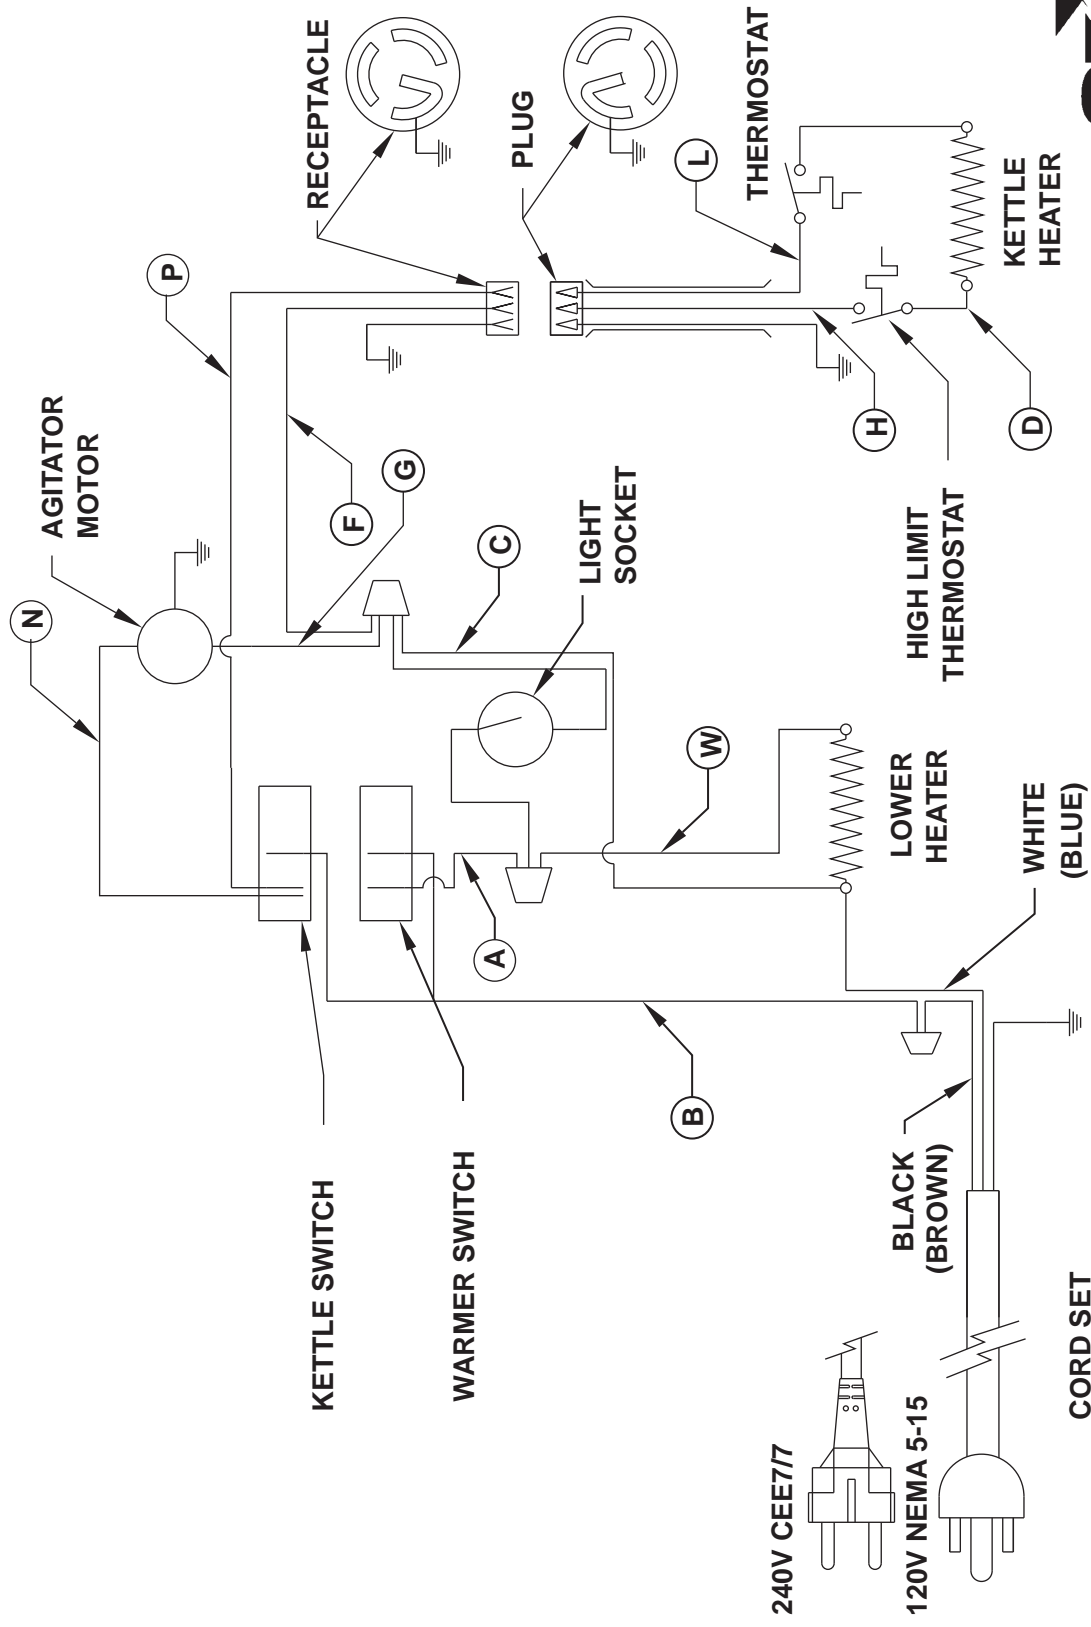 RECEPTACLE
PLUG
THERMOSTAT
L
P
AGITATOR
MOTOR
N
F
G
C
LIGHT
SOCKET
H
D
KETTLE
HEATER
HIGH LIMIT
THERMOSTAT
W
LOWER
HEATER
WHITE
(BLUE)
A
B
KETTLE SWITCH
WARMER SWITCH
BLACK
(BROWN)
240V CEE7/7
120V NEMA 5-15
CORD SET